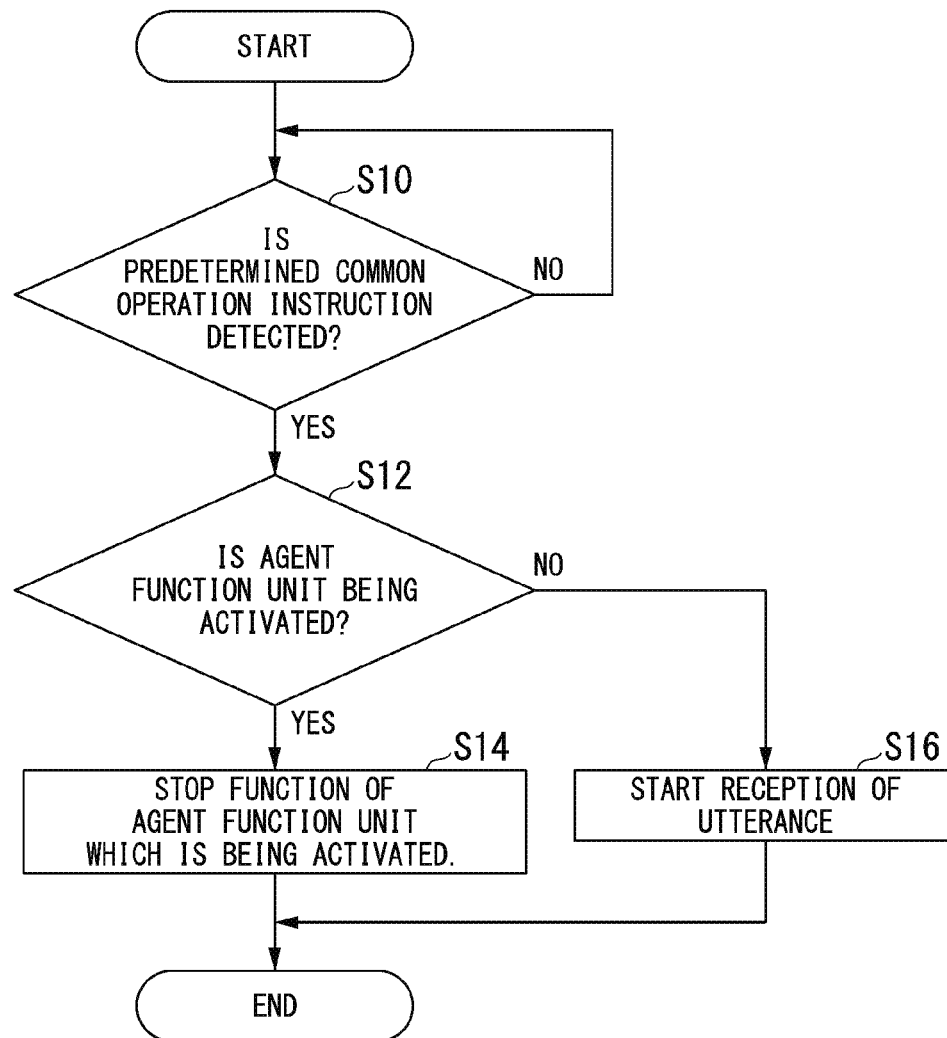 START
S10
IS
PREDETERMINED COMMON
OPERATION INSTRUCTION
DETECTED?
NO
YES
S12
IS AGENT
FUNCTION UNIT BEING
ACTIVATED?
NO
YES
S14
STOP FUNCTION OF
AGENT FUNCTION UNIT
WHICH IS BEING ACTIVATED.
S16
START RECEPTION OF
UTTERANCE
END